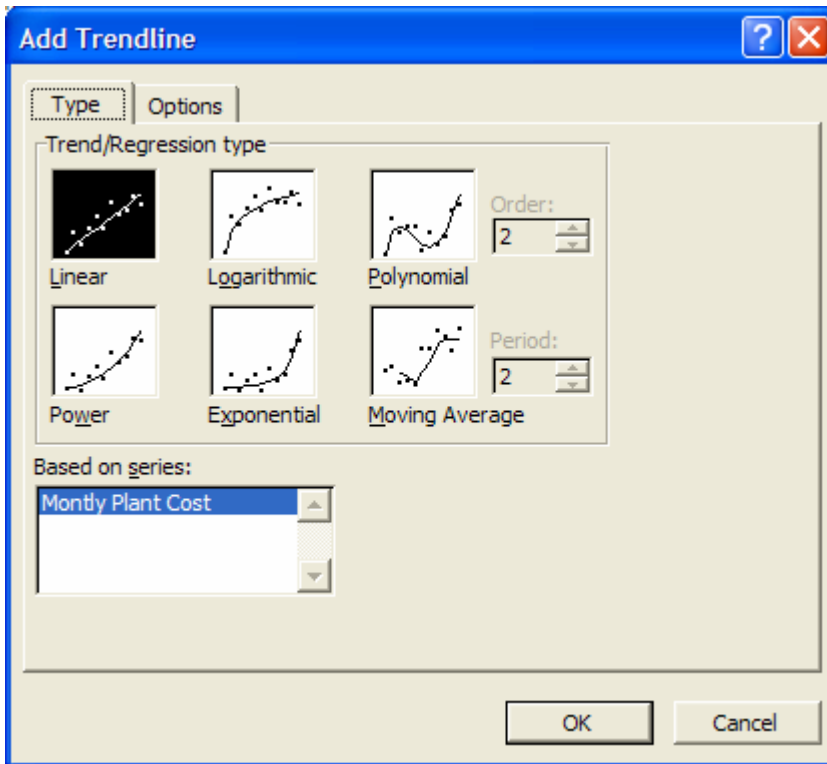 Add Trendline
?
Type Options
Trend/Regression type
Order:
2
Linear Logarithmic Polynomial
Period:
2
Power Exponential Moving Average
Based on series:
Montly Plant Cost
OK Cancel